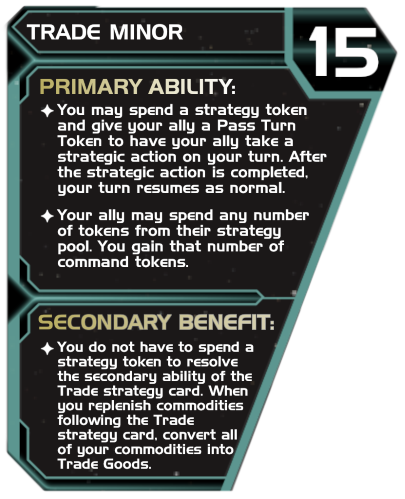 TRADE MINOR
15
PRIMARY ABILITY:
You may spend a strategy token
and give your ally a Pass Turn
Token to have your ally take a
strategic action on your turn. After
the strategic action is completed,
your turn resumes as normal.
Your ally may spend any number
of tokens from their strategy
pool. You gain that number of
command tokens.
SECONDARY BENEFIT:
You do not have to spend a
strategy token to resolve
the secondary ability of the
Trade strategy card. When
you replenish commodities
following the Trade
strategy card, convert all
of your commodities into
Trade Goods.